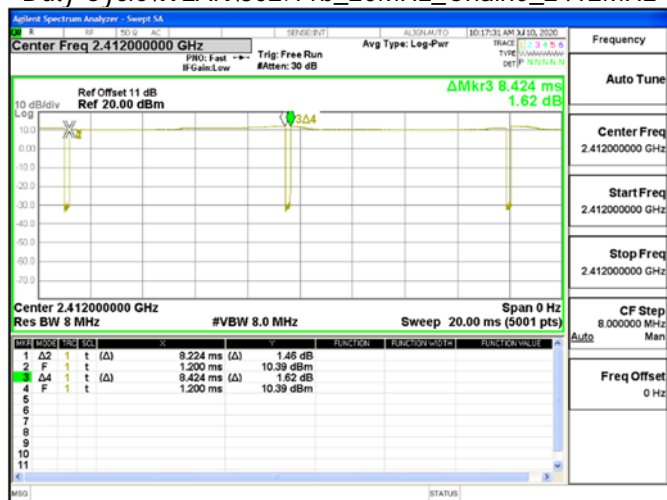 Agilent Spectrum Analyzer - Swept SA
R RF 50 Ω AC SENSE:INT ALIGN AUTO 10:17:31 AM Jul 10, 2020
Center Freq 2.412000000 GHz
PNO: Fast
IFGain:Low
Trig: Free Run
#Atten: 30 dB
Avg Type: Log-Pwr
TRACE 1 2 3 4 5 6
TYPE
DET P N N N N N
Ref Offset 11 dB
Ref 20.00 dBm
10 dB/div
Log
ΔMkr3 8.424 ms
1.62 dB
3Δ4
10.0
0.00
-10.0
-20.0
-30.0
-40.0
-50.0
-60.0
-70.0
Center 2.412000000 GHz Span 0 Hz
Res BW 8 MHz #VBW 8.0 MHz Sweep 20.00 ms (5001 pts)
MKR MODE TRC SCL X Y FUNCTION FUNCTION WIDTH FUNCTION VALUE
1 Δ2 1 t (Δ) 8.224 ms (Δ) 1.46 dB
2 F 1 t 1.200 ms 10.39 dBm
3 Δ4 1 t (Δ) 8.424 ms (Δ) 1.62 dB
4 F 1 t 1.200 ms 10.39 dBm
5
6
7
8
9
10
11
MSG STATUS
Frequency
Auto Tune
Center Freq
2.412000000 GHz
Start Freq
2.412000000 GHz
Stop Freq
2.412000000 GHz
CF Step
8.000000 MHz
Auto Man
Freq Offset
0 Hz